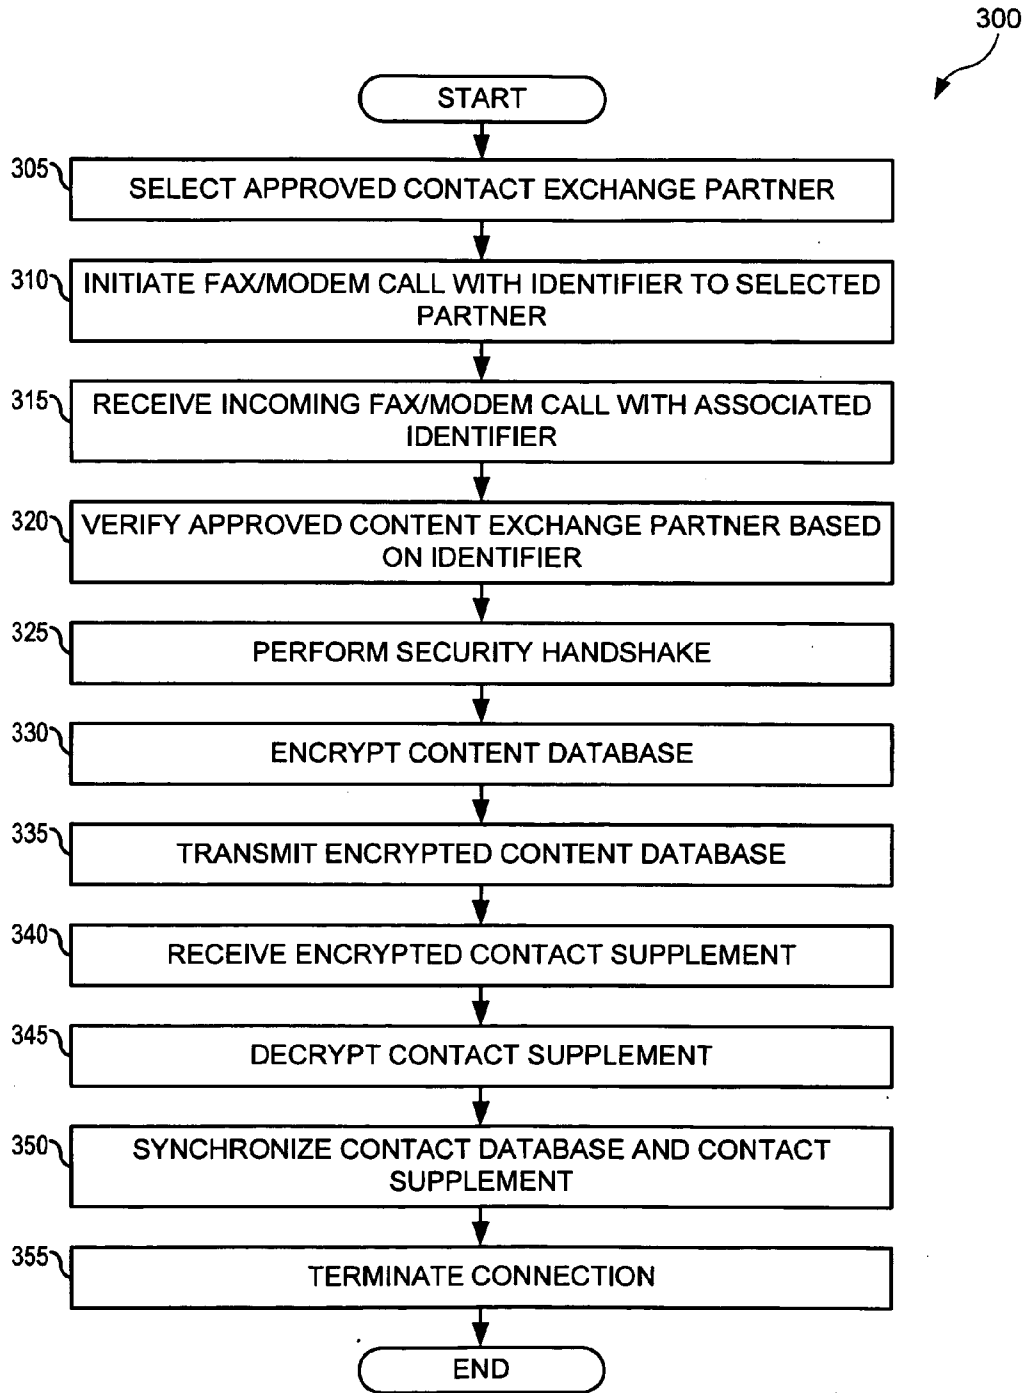 300
START
305
SELECT APPROVED CONTACT EXCHANGE PARTNER
310
INITIATE FAX/MODEM CALL WITH IDENTIFIER TO SELECTED
PARTNER
315
RECEIVE INCOMING FAX/MODEM CALL WITH ASSOCIATED
IDENTIFIER
320
VERIFY APPROVED CONTENT EXCHANGE PARTNER BASED
ON IDENTIFIER
325
PERFORM SECURITY HANDSHAKE
330
ENCRYPT CONTENT DATABASE
335
TRANSMIT ENCRYPTED CONTENT DATABASE
340
RECEIVE ENCRYPTED CONTACT SUPPLEMENT
345
DECRYPT CONTACT SUPPLEMENT
350
SYNCHRONIZE CONTACT DATABASE AND CONTACT
SUPPLEMENT
355
TERMINATE CONNECTION
END